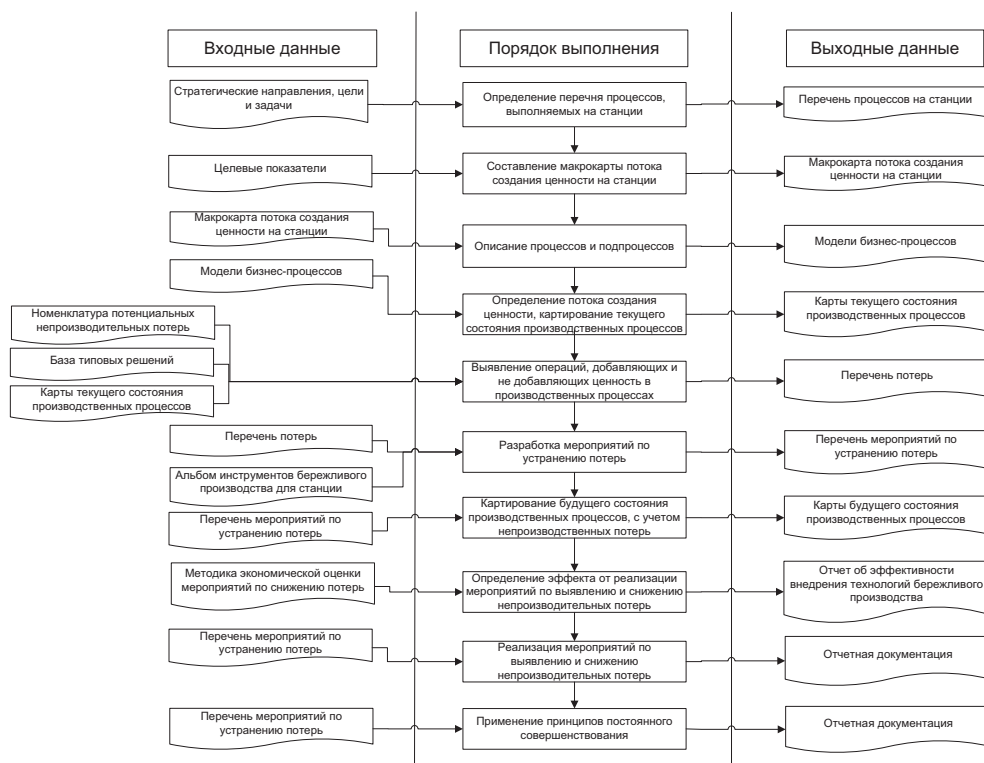 Входные данные
Порядок выполнения
Выходные данные
Стратегические направления, цели
и задачи
Определение перечня процессов,
выполняемых на станции
Перечень процессов на станции
Целевые показатели
Составление макрокарты потока
создания ценности на станции
Макрокарта потока создания
ценности на станции
Макрокарта потока создания
ценности на станции
Описание процессов и подпроцессов
Модели бизнес-процессов
Модели бизнес-процессов
Определение потока создания
ценности, картирование текущего
состояния производственных процессов
Карты текущего состояния
производственных процессов
Номенклатура потенциальных
непроизводительных потерь
База типовых решений
Карты текущего состояния
производственных процессов
Выявление операций, добавляющих и
не добавляющих ценность в
производственных процессах
Перечень потерь
Перечень потерь
Альбом инструментов бережливого
производства для станции
Разработка мероприятий по
устранению потерь
Перечень мероприятий по
устранению потерь
Перечень мероприятий по
устранению потерь
Картирование будущего состояния
производственных процессов, с учетом
непроизводственных потерь
Карты будущего состояния
производственных процессов
Методика экономической оценки
мероприятий по снижению потерь
Определение эффекта от реализации
мероприятий по выявлению и снижению
непроизводительных потерь
Отчет об эффективности
внедрения технологий бережливого
производства
Перечень мероприятий по
устранению потерь
Реализация мероприятий по
выявлению и снижению
непроизводительных потерь
Отчетная документация
Перечень мероприятий по
устранению потерь
Применение принципов постоянного
совершенствования
Отчетная документация